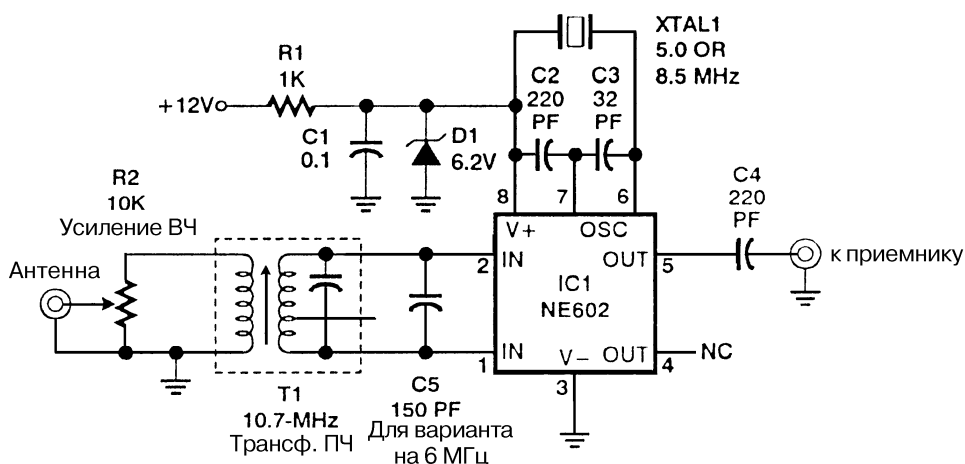 XTAL1
5.0 OR
8.5 MHz
R1
1K
C2
220
PF
C3
32
PF
+12V
C1
0.1
D1
6.2V
R2
10K
Усиление ВЧ
8
7
6
C4
220
PF
V+
OSC
Антенна
2
IN
OUT
5
к приемнику
IC1
NE602
1
IN
V−
OUT
4
NC
3
T1
10.7-MHz
Трансф. ПЧ
C5
150 PF
Для варианта
на 6 МГц